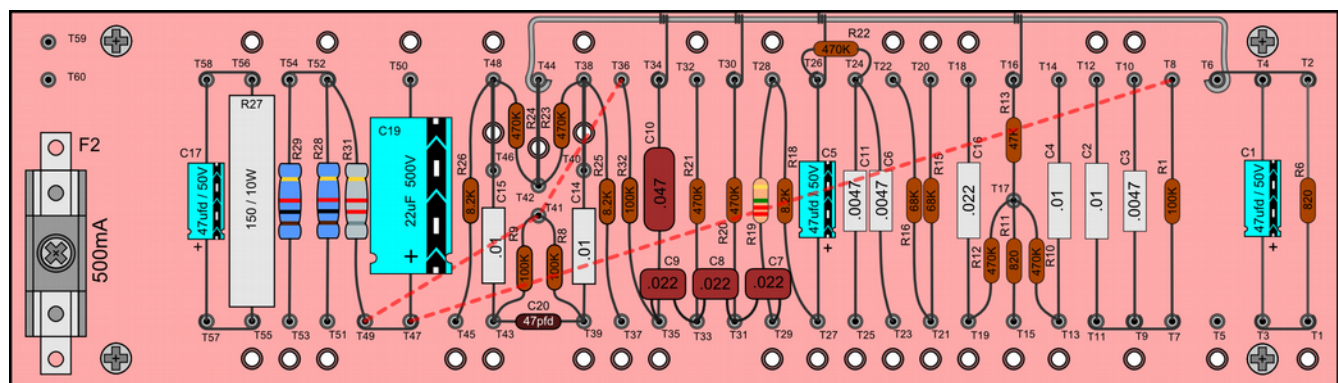 T59
T60
F2
500mA
T58
T56
T54
T52
T50
T48
T44
T38
T36
T34
T32
T30
T28
T26
T24
T22
T20
T18
T16
T14
T12
T10
T8
T6
T4
T2
R22
470K
R27
150 / 10W
C17
47ufd / 50V
+
R29
R28
R31
C19
22uF 500V
+
R26
8.2K
470K
R24
R23
470K
T46
T40
T42
T41
C15
.01
C14
.01
R9
100K
R8
100K
C20
47pfd
R25
8.2K
R32
100K
C10
.047
R21
470K
R20
470K
R19
R18
8.2K
C9
.022
C8
.022
C7
.022
C5
47ufd / 50V
+
C11
.0047
C6
.0047
R16
68K
R15
68K
C16
.022
R13
47K
T17
R12
470K
R11
820
R10
470K
C4
.01
C2
.01
C3
.0047
R1
100K
C1
47ufd / 50V
+
R6
820
T57
T55
T53
T51
T49
T47
T45
T43
T39
T37
T35
T33
T31
T29
T27
T25
T23
T21
T19
T15
T13
T11
T9
T7
T5
T3
T1